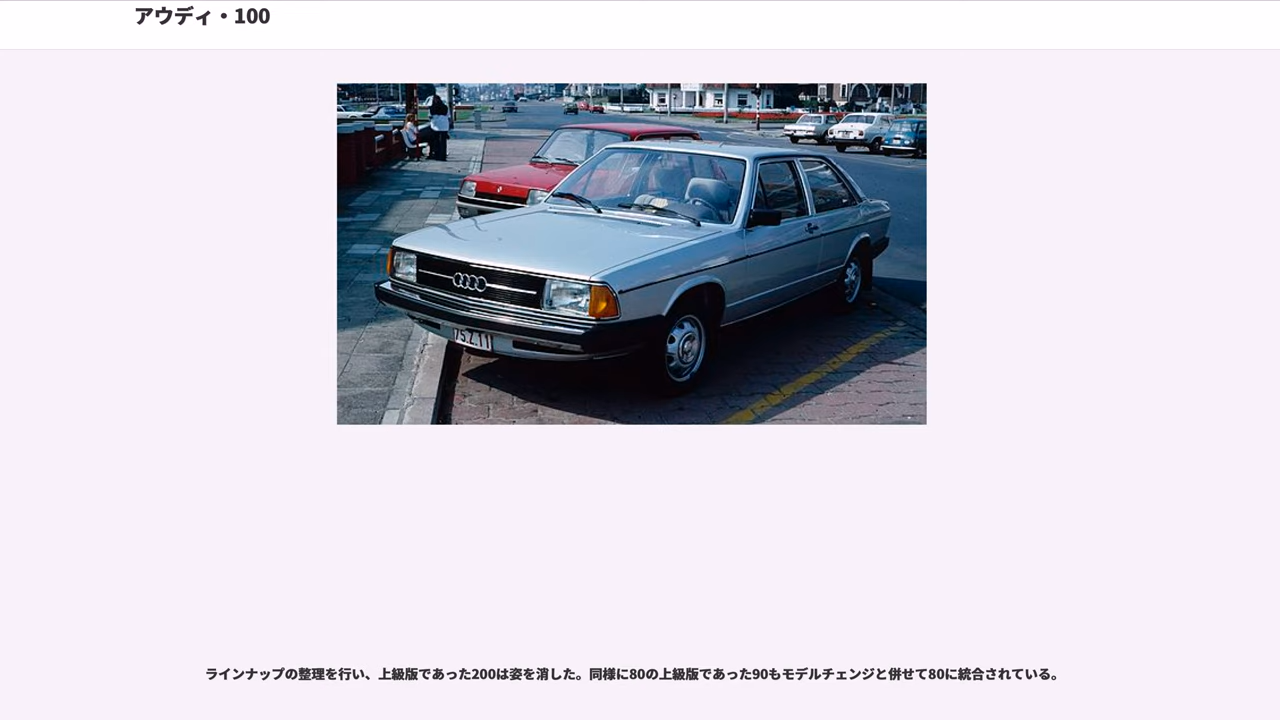 アウディ・100
75.Z.11
ラインナップの整理を行い、上級版であった200は姿を消した。同様に80の上級版であった90もモデルチェンジと併せて80に統合されている。